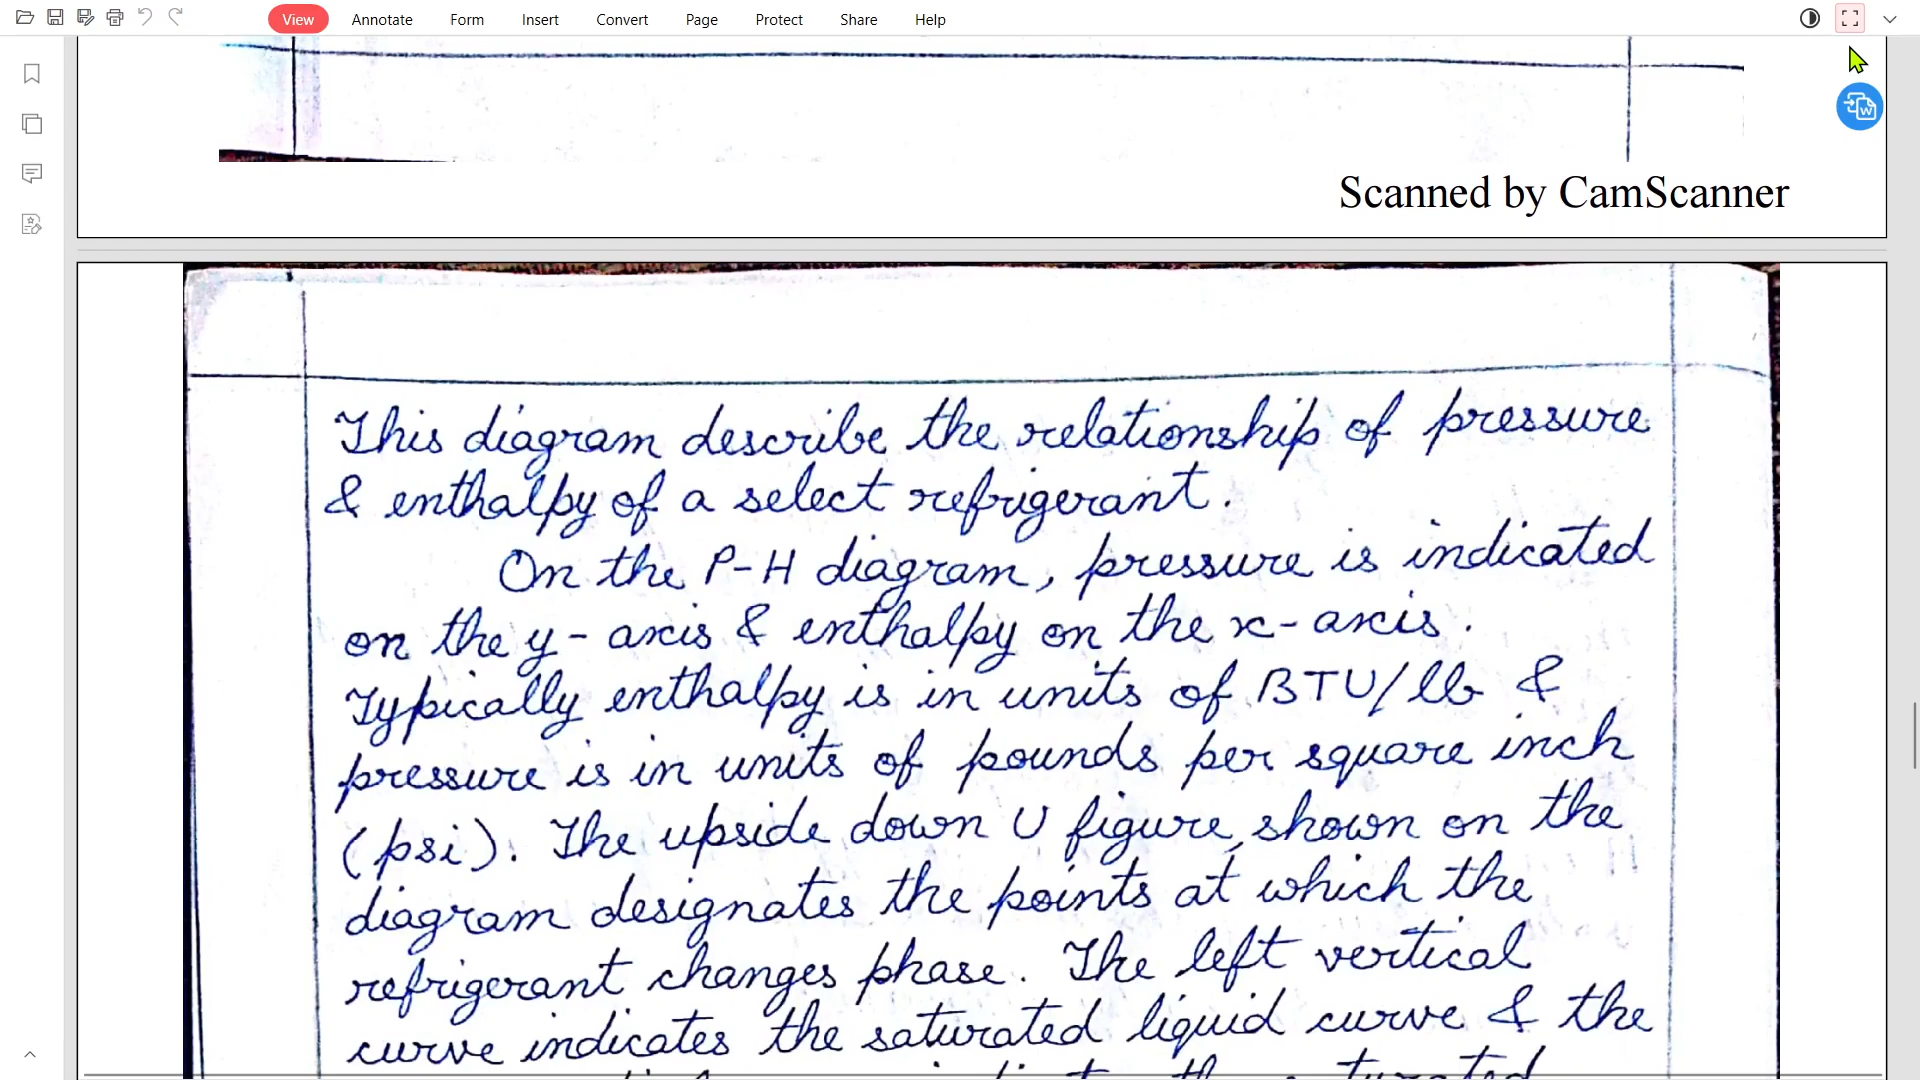 View Annotate Form Insert Convert Page Protect Share Help
Scanned by CamScanner
This diagram describe the relationship of pressure
& enthalpy of a select refrigerant.
On the P-H diagram, pressure is indicated
on the y-axis & enthalpy on the x-axis.
Typically enthalpy is in units of BTU/lb &
pressure is in units of pounds per square inch
(psi). The upside down U figure shown on the
diagram designates the points at which the
refrigerant changes phase. The left vertical
curve indicates the saturated liquid curve & the